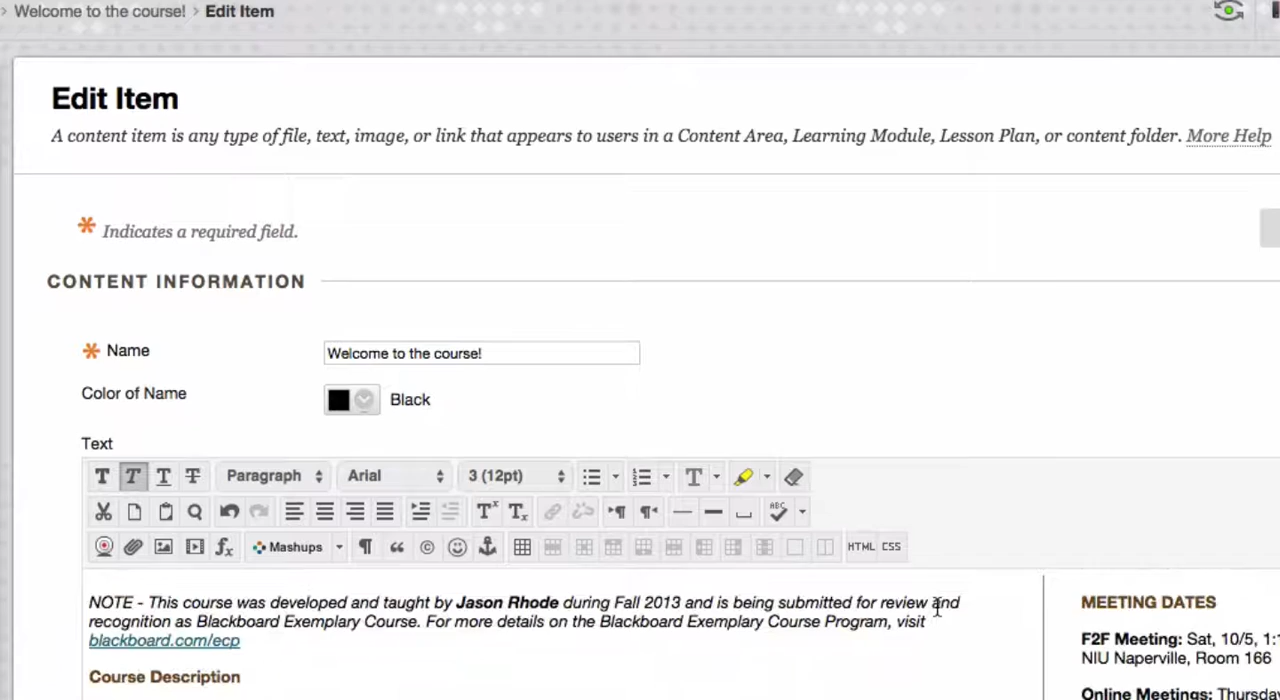 Welcome to the course! > Edit Item
Edit Item
A content item is any type of file, text, image, or link that appears to users in a Content Area, Learning Module, Lesson Plan, or content folder. More Help
* Indicates a required field.
CONTENT INFORMATION
* Name
Welcome to the course!
Color of Name
Black
Text
T T T T Paragraph Arial 3 (12pt) T
Tx Tx ABC
fx Mashups ¶ “ © HTML CSS
NOTE - This course was developed and taught by Jason Rhode during Fall 2013 and is being submitted for review and
recognition as Blackboard Exemplary Course. For more details on the Blackboard Exemplary Course Program, visit
blackboard.com/ecp
Course Description
MEETING DATES
F2F Meeting: Sat, 10/5,
NIU Naperville, Room 166
Online Meetings: